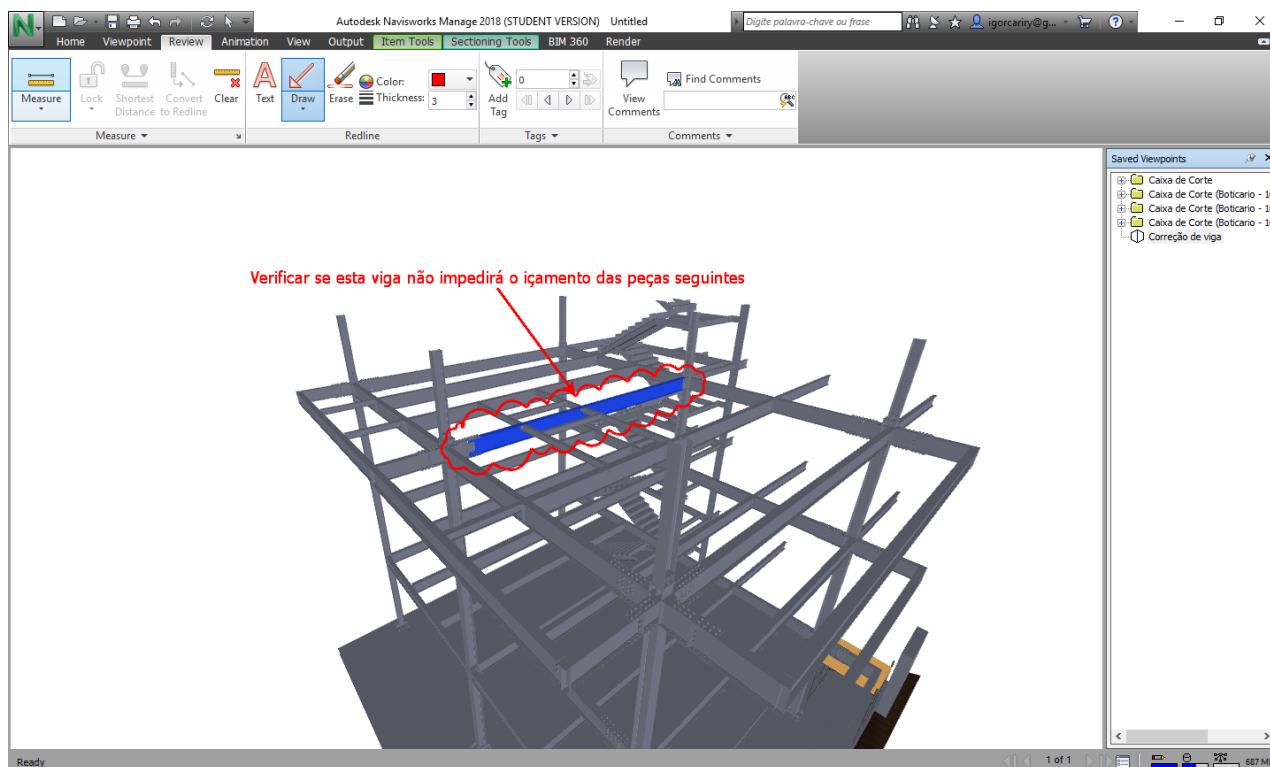 Autodesk Navisworks Manage 2018 (STUDENT VERSION) Untitled
Digite palavra-chave ou frase
igorcariry@g...
Home Viewpoint Review Animation View Output Item Tools Sectioning Tools BIM 360 Render
Measure
Lock
Shortest Distance
Convert to Redline
Clear
Text
Draw
Erase
Color:
Thickness: 3
Add Tag
0
View Comments
Find Comments
Measure
Redline
Tags
Comments
Saved Viewpoints
Caixa de Corte
Caixa de Corte (Boticario - 1
Caixa de Corte (Boticario - 1
Caixa de Corte (Boticario - 1
Correção de viga
Verificar se esta viga não impedirá o içamento das peças seguintes
Ready
1 of 1
687